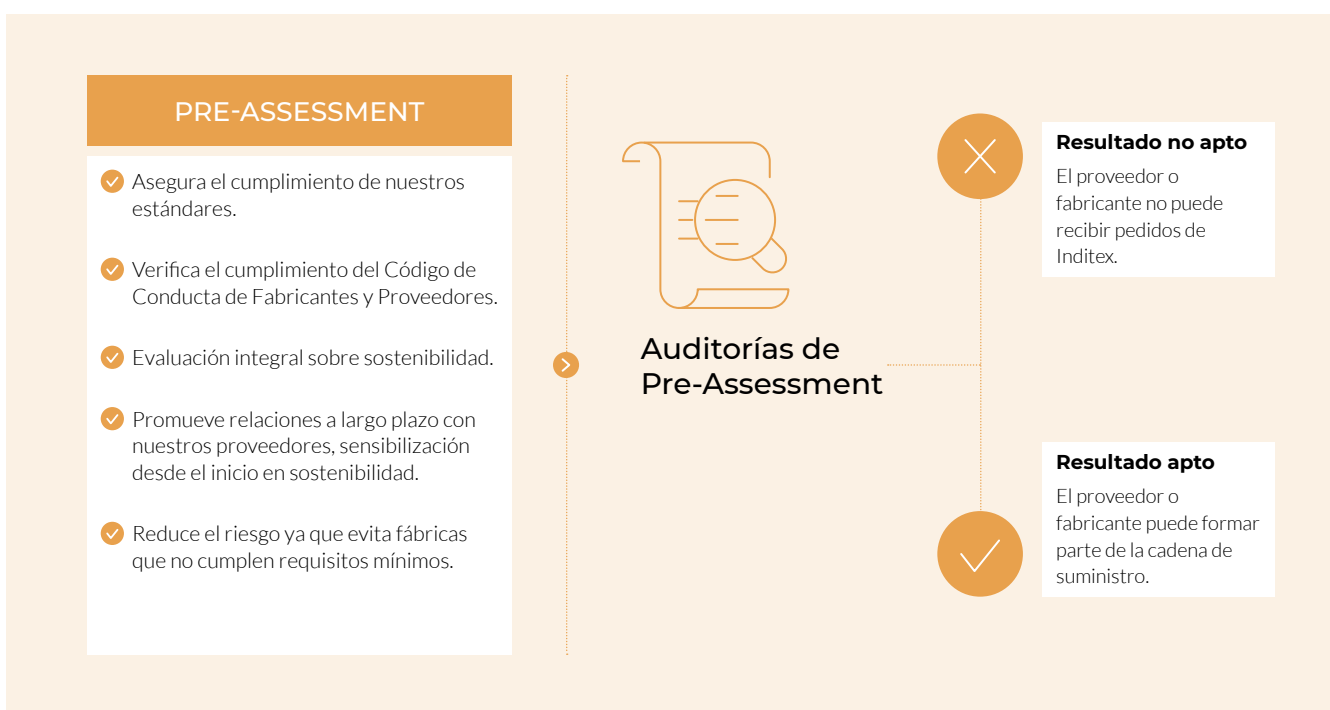 PRE-ASSESSMENT
Asegura el cumplimiento de nuestros
estándares.
Verifica el cumplimiento del Código de
Conducta de Fabricantes y Proveedores.
Evaluación integral sobre sostenibilidad.
Promueve relaciones a largo plazo con
nuestros proveedores, sensibilización
desde el inicio en sostenibilidad.
Reduce el riesgo ya que evita fábricas
que no cumplen requisitos mínimos.
Auditorías de
Pre-Assessment
Resultado no apto
El proveedor o
fabricante no puede
recibir pedidos de
Inditex.
Resultado apto
El proveedor o
fabricante puede formar
parte de la cadena de
suministro.